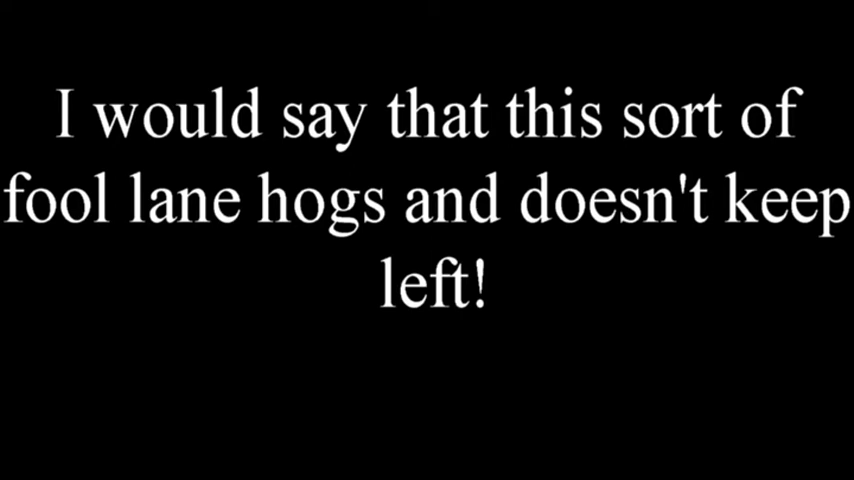 I would say that this sort of
fool lane hogs and doesn't keep
left!